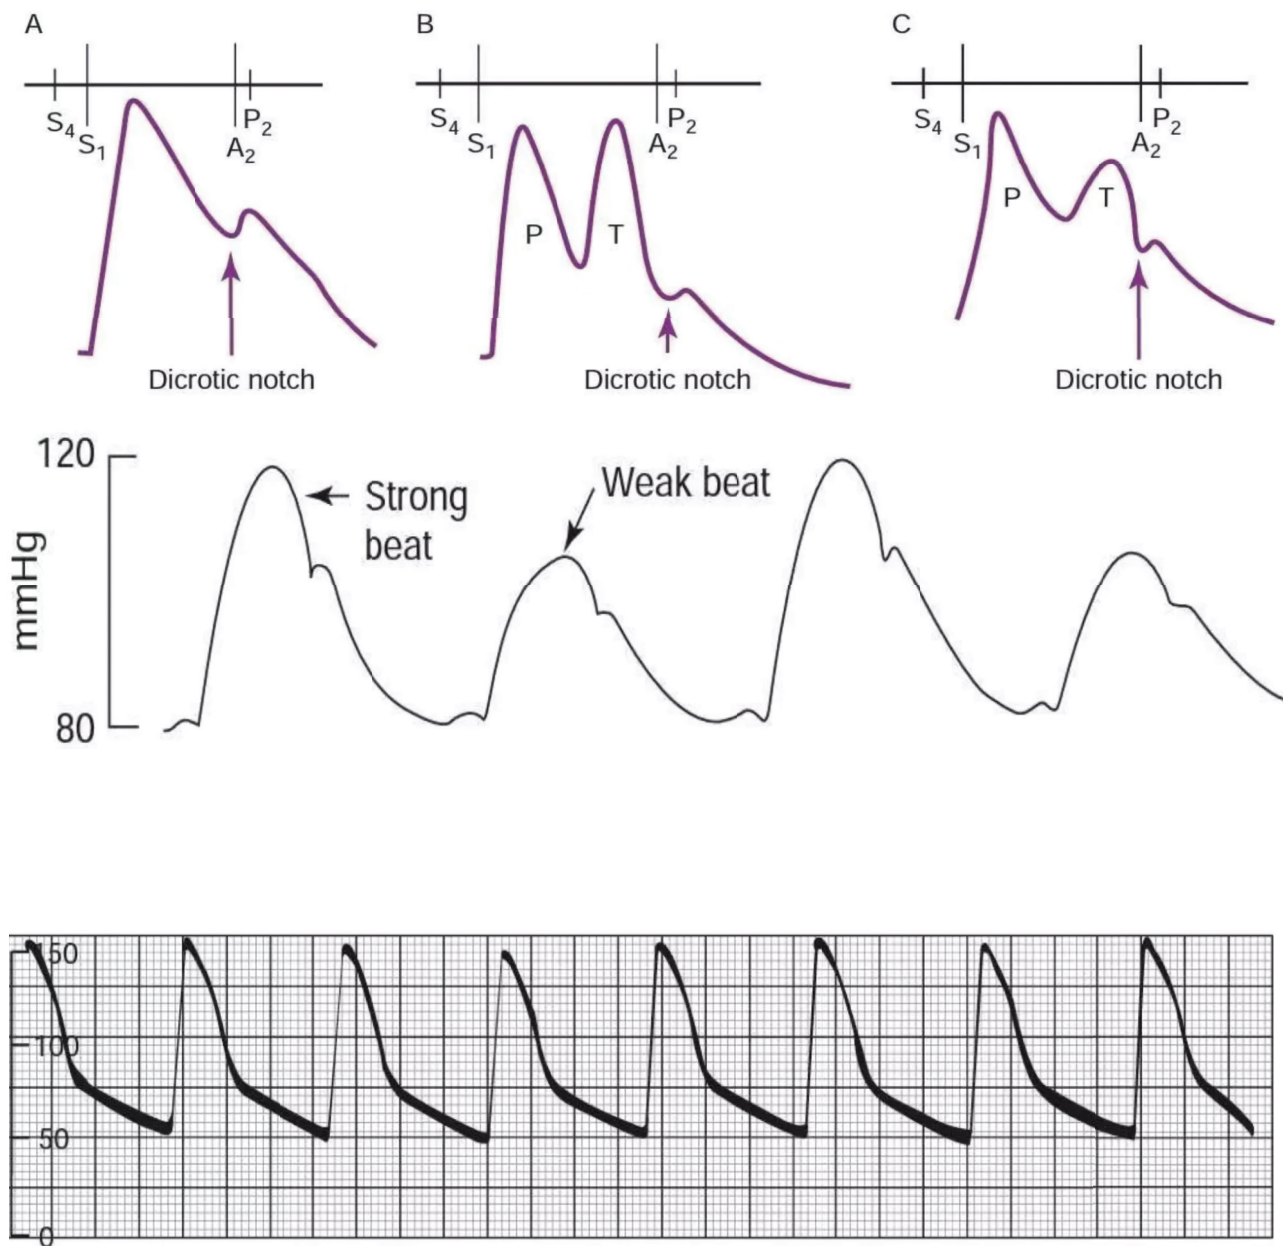 A
S4
S1
A2
P2
Dicrotic notch
B
S4
S1
P
T
A2
P2
Dicrotic notch
C
S4
S1
P
T
A2
P2
Dicrotic notch
120
mmHg
80
Strong
beat
Weak beat
150
100
50
0